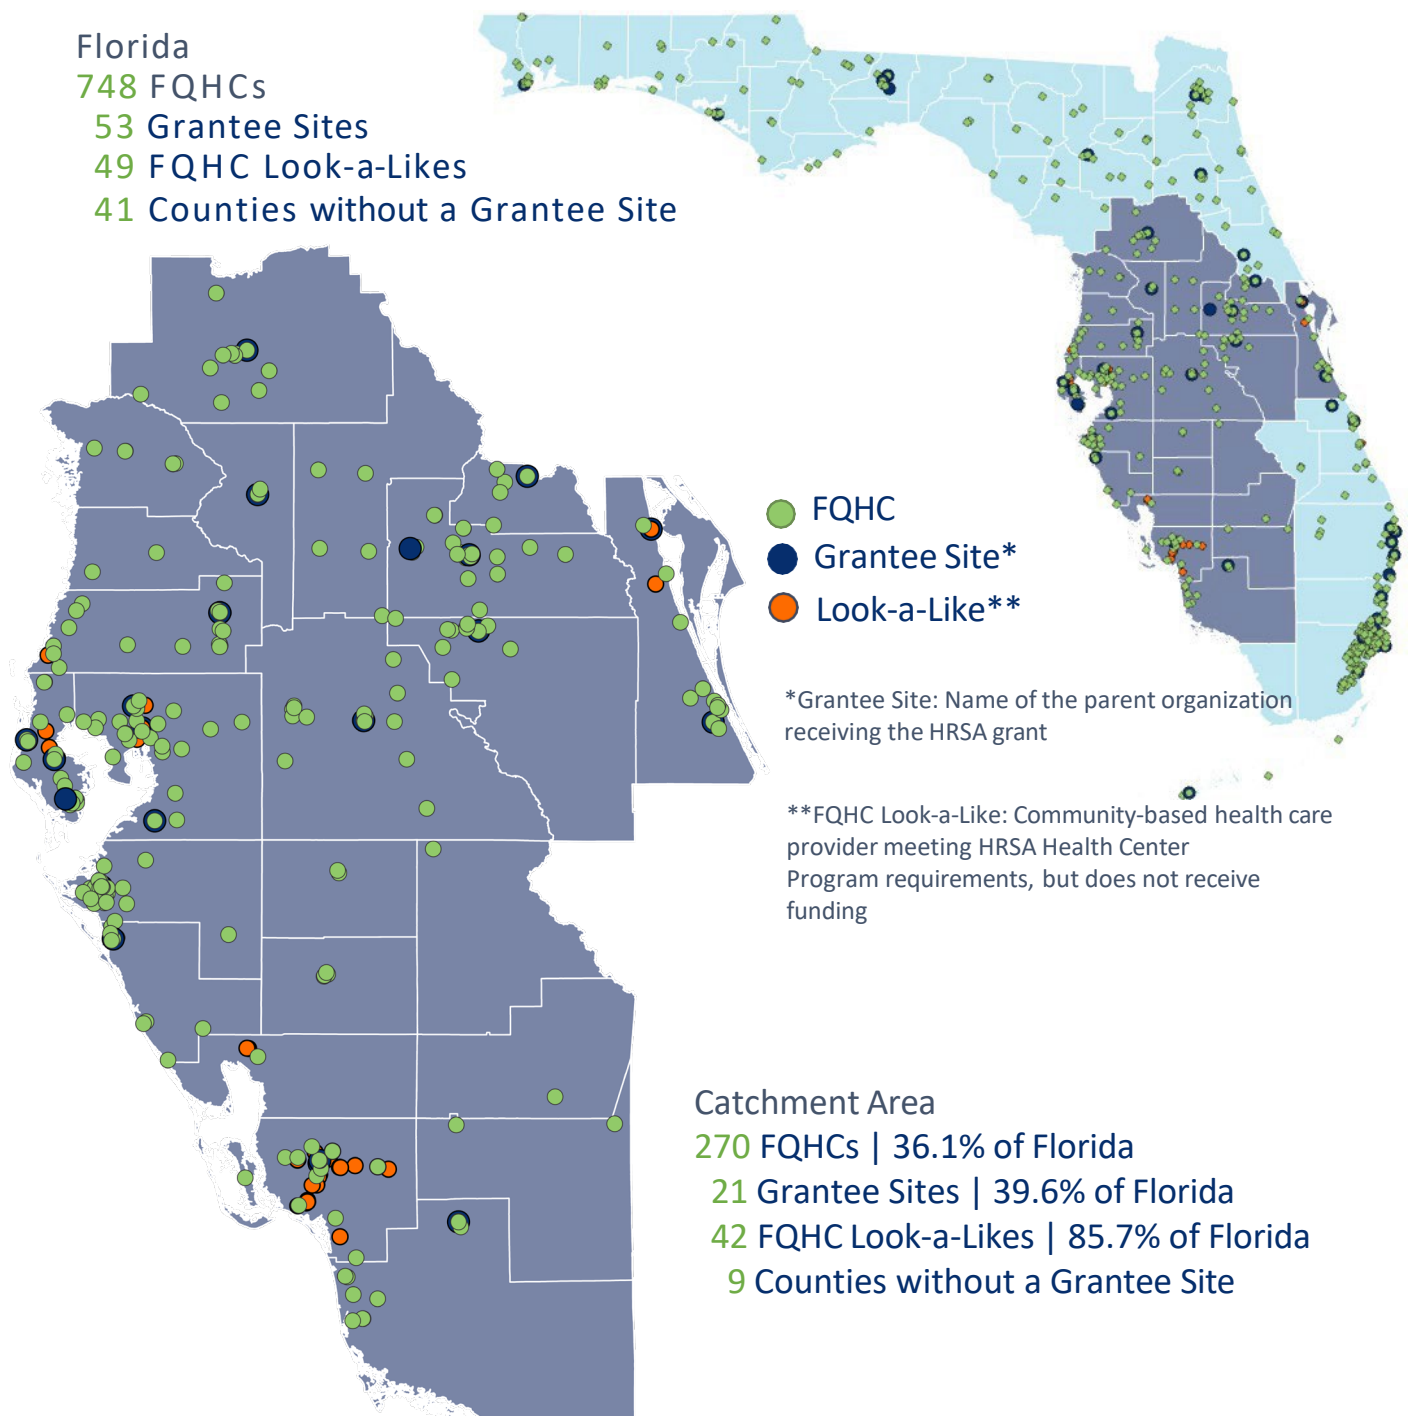 Florida
748 FQHCs
53 Grantee Sites
49 FQHC Look-a-Likes
41 Counties without a Grantee Site
FQHC
Grantee Site*
Look-a-Like**
*Grantee Site: Name of the parent organization
receiving the HRSA grant
**FQHC Look-a-Like: Community-based health care
provider meeting HRSA Health Center
Program requirements, but does not receive
funding
Catchment Area
270 FQHCs | 36.1% of Florida
21 Grantee Sites | 39.6% of Florida
42 FQHC Look-a-Likes | 85.7% of Florida
9 Counties without a Grantee Site